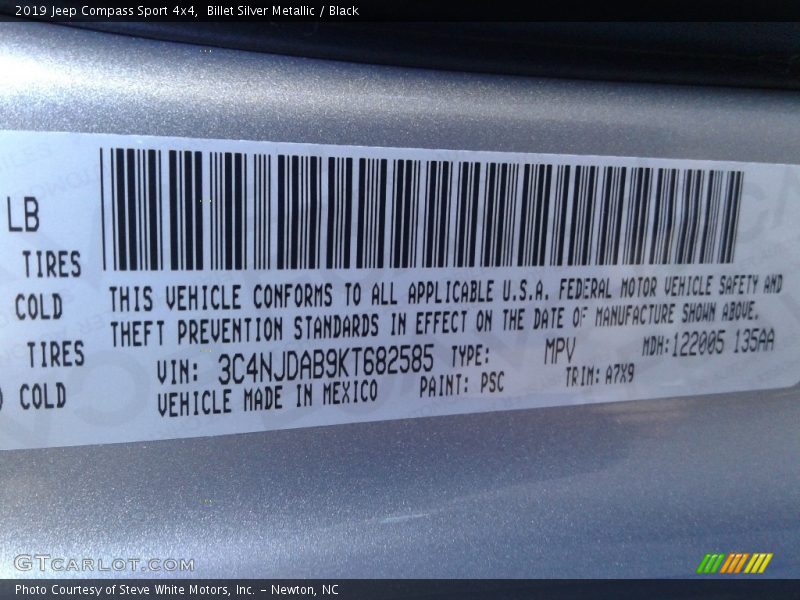 2019 Jeep Compass Sport 4x4,  Billet Silver Metallic / Black
LB
TIRES
COLD
TIRES
COLD
THIS VEHICLE CONFORMS TO ALL APPLICABLE U.S.A. FEDERAL MOTOR VEHICLE SAFETY AND
THEFT PREVENTION STANDARDS IN EFFECT ON THE DATE OF MANUFACTURE SHOWN ABOVE.
VIN: 3C4NJDAB9KT682585 TYPE: MPV MDH:122005 135AA
VEHICLE MADE IN MEXICO PAINT: PSC TRIM: A7X9
GTCARLOT.COM
Photo Courtesy of Steve White Motors, Inc. – Newton, NC